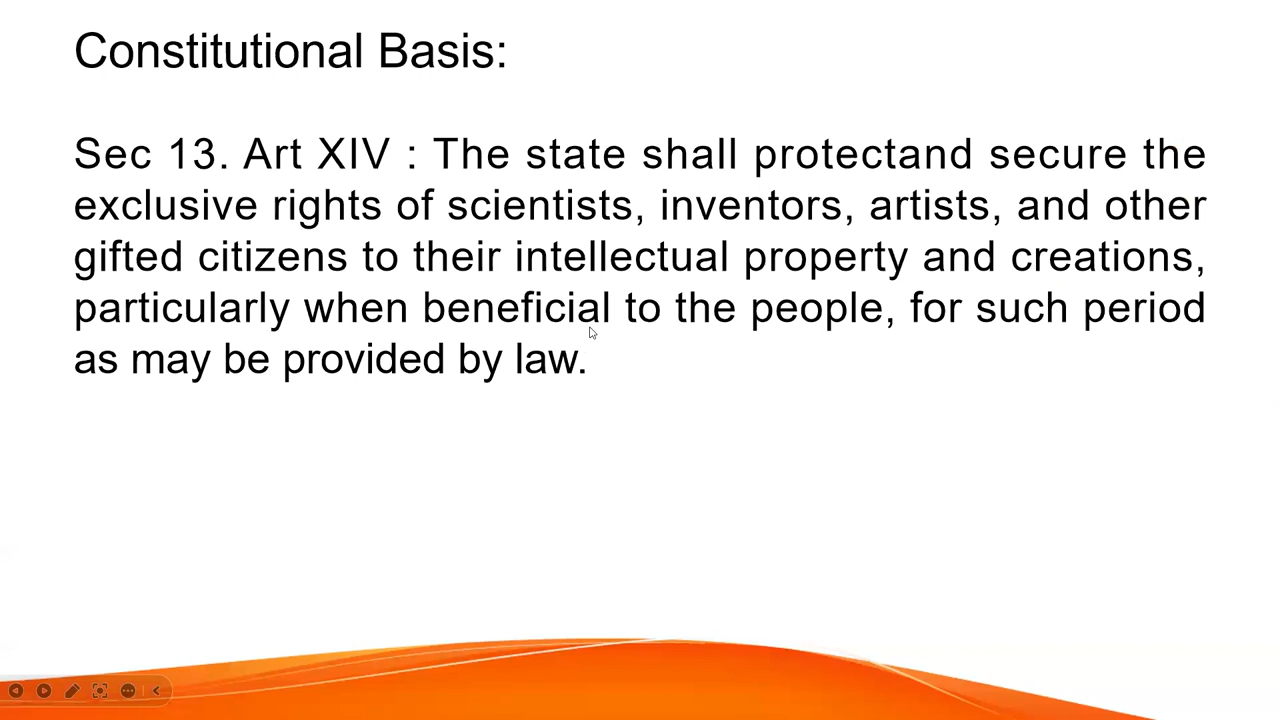 Constitutional Basis:
Sec 13. Art XIV : The state shall protectand secure the
exclusive rights of scientists, inventors, artists, and other
gifted citizens to their intellectual property and creations,
particularly when beneficial to the people, for such period
as may be provided by law.